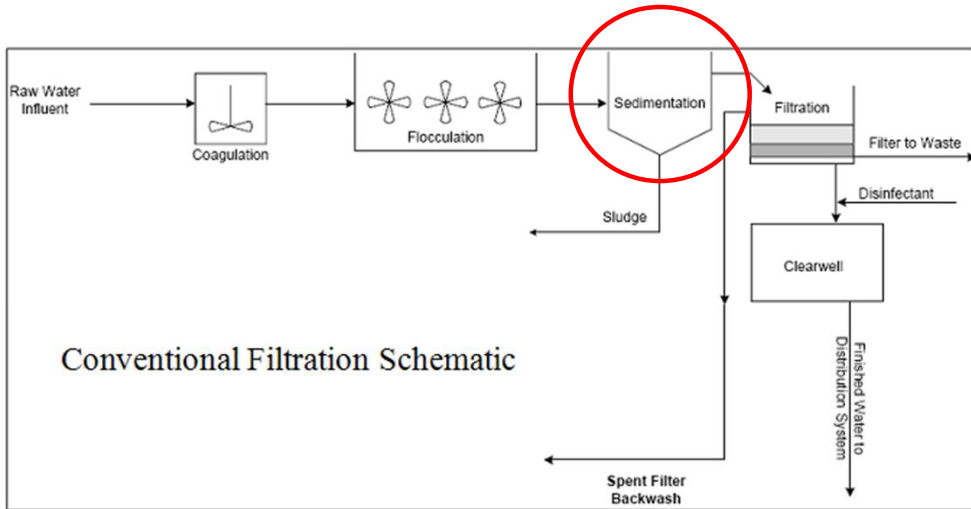 Raw Water
Influent
Coagulation
Flocculation
Sedimentation
Filtration
Filter to Waste
Disinfectant
Sludge
Clearwell
Conventional Filtration Schematic
Finished Water to
Distribution System
Spent Filter
Backwash